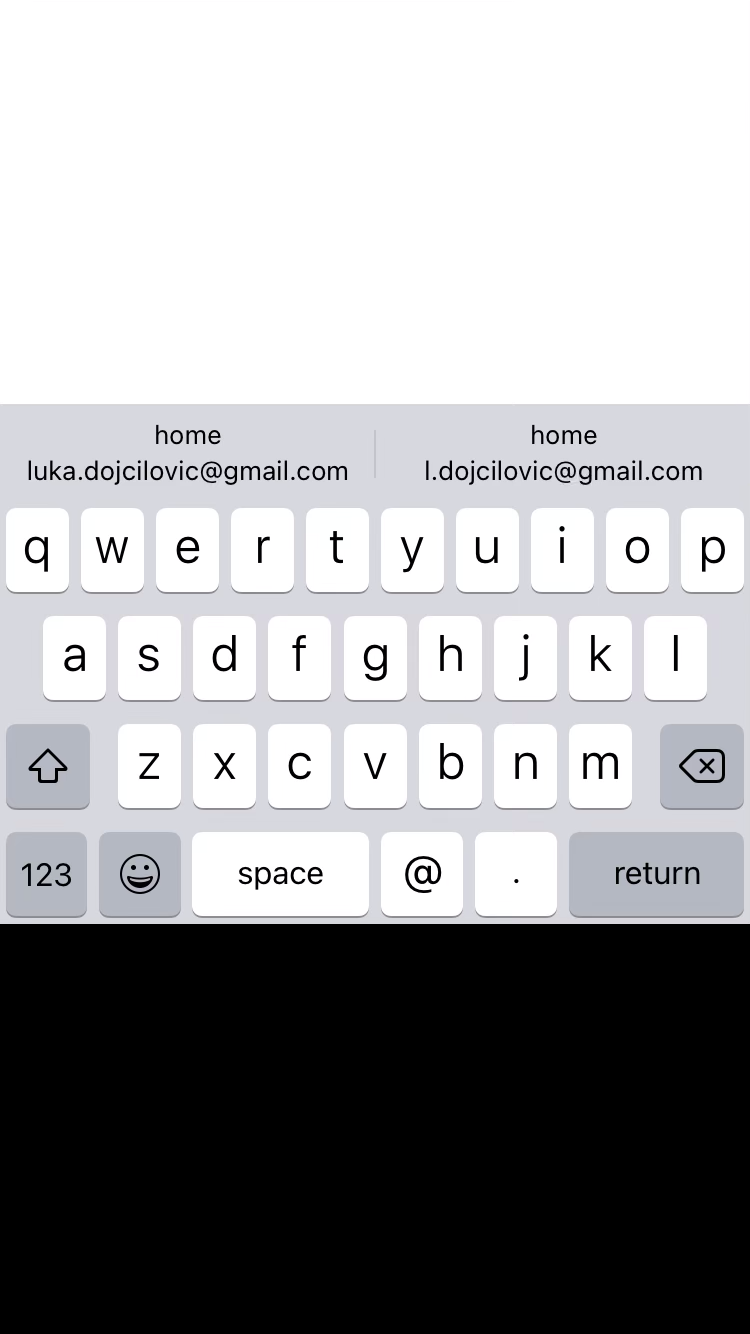 home home
luka.dojcilovic@gmail.com l.dojcilovic@gmail.com
q w e r t y u i o p
a s d f g h j k l
z x c v b n m
123 space @ . return